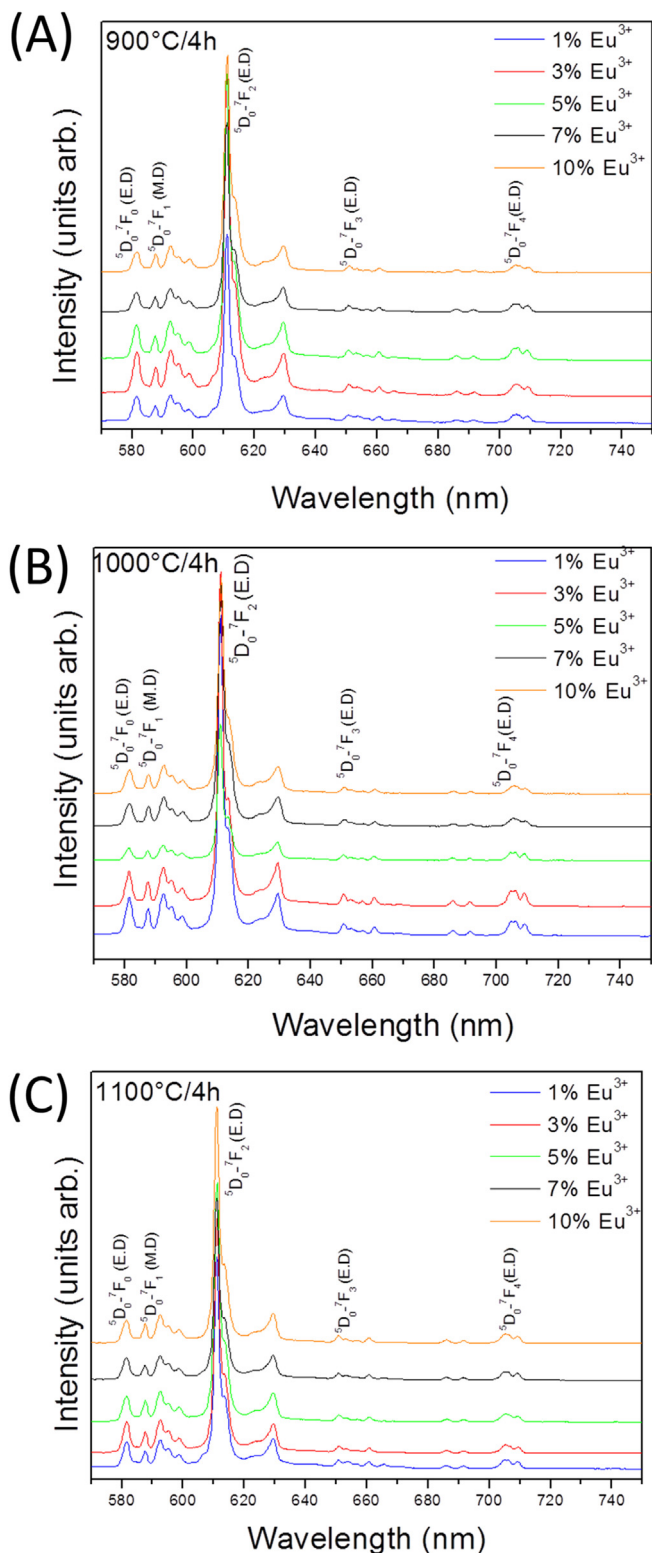 (A)
900°C/4h
1% Eu³⁺
3% Eu³⁺
5% Eu³⁺
7% Eu³⁺
10% Eu³⁺
⁵D₀-⁷F₀ (E.D)
⁵D₀-⁷F₁ (M.D)
⁵D₀-⁷F₂ (E.D)
⁵D₀-⁷F₃ (E.D)
⁵D₀-⁷F₄(E.D)
Intensity (units arb.)
580 600 620 640 660 680 700 720 740
Wavelength (nm)
(B)
1000°C/4h
1% Eu³⁺
3% Eu³⁺
5% Eu³⁺
7% Eu³⁺
10% Eu³⁺
⁵D₀-⁷F₀ (E.D)
⁵D₀-⁷F₁ (M.D)
⁵D₀-⁷F₂ (E.D)
⁵D₀-⁷F₃ (E.D)
⁵D₀-⁷F₄(E.D)
Intensity (units arb.)
580 600 620 640 660 680 700 720 740
Wavelength (nm)
(C)
1100°C/4h
1% Eu³⁺
3% Eu³⁺
5% Eu³⁺
7% Eu³⁺
10% Eu³⁺
⁵D₀-⁷F₀ (E.D)
⁵D₀-⁷F₁ (M.D)
⁵D₀-⁷F₂ (E.D)
⁵D₀-⁷F₃ (E.D)
⁵D₀-⁷F₄(E.D)
Intensity (units arb.)
580 600 620 640 660 680 700 720 740
Wavelength (nm)